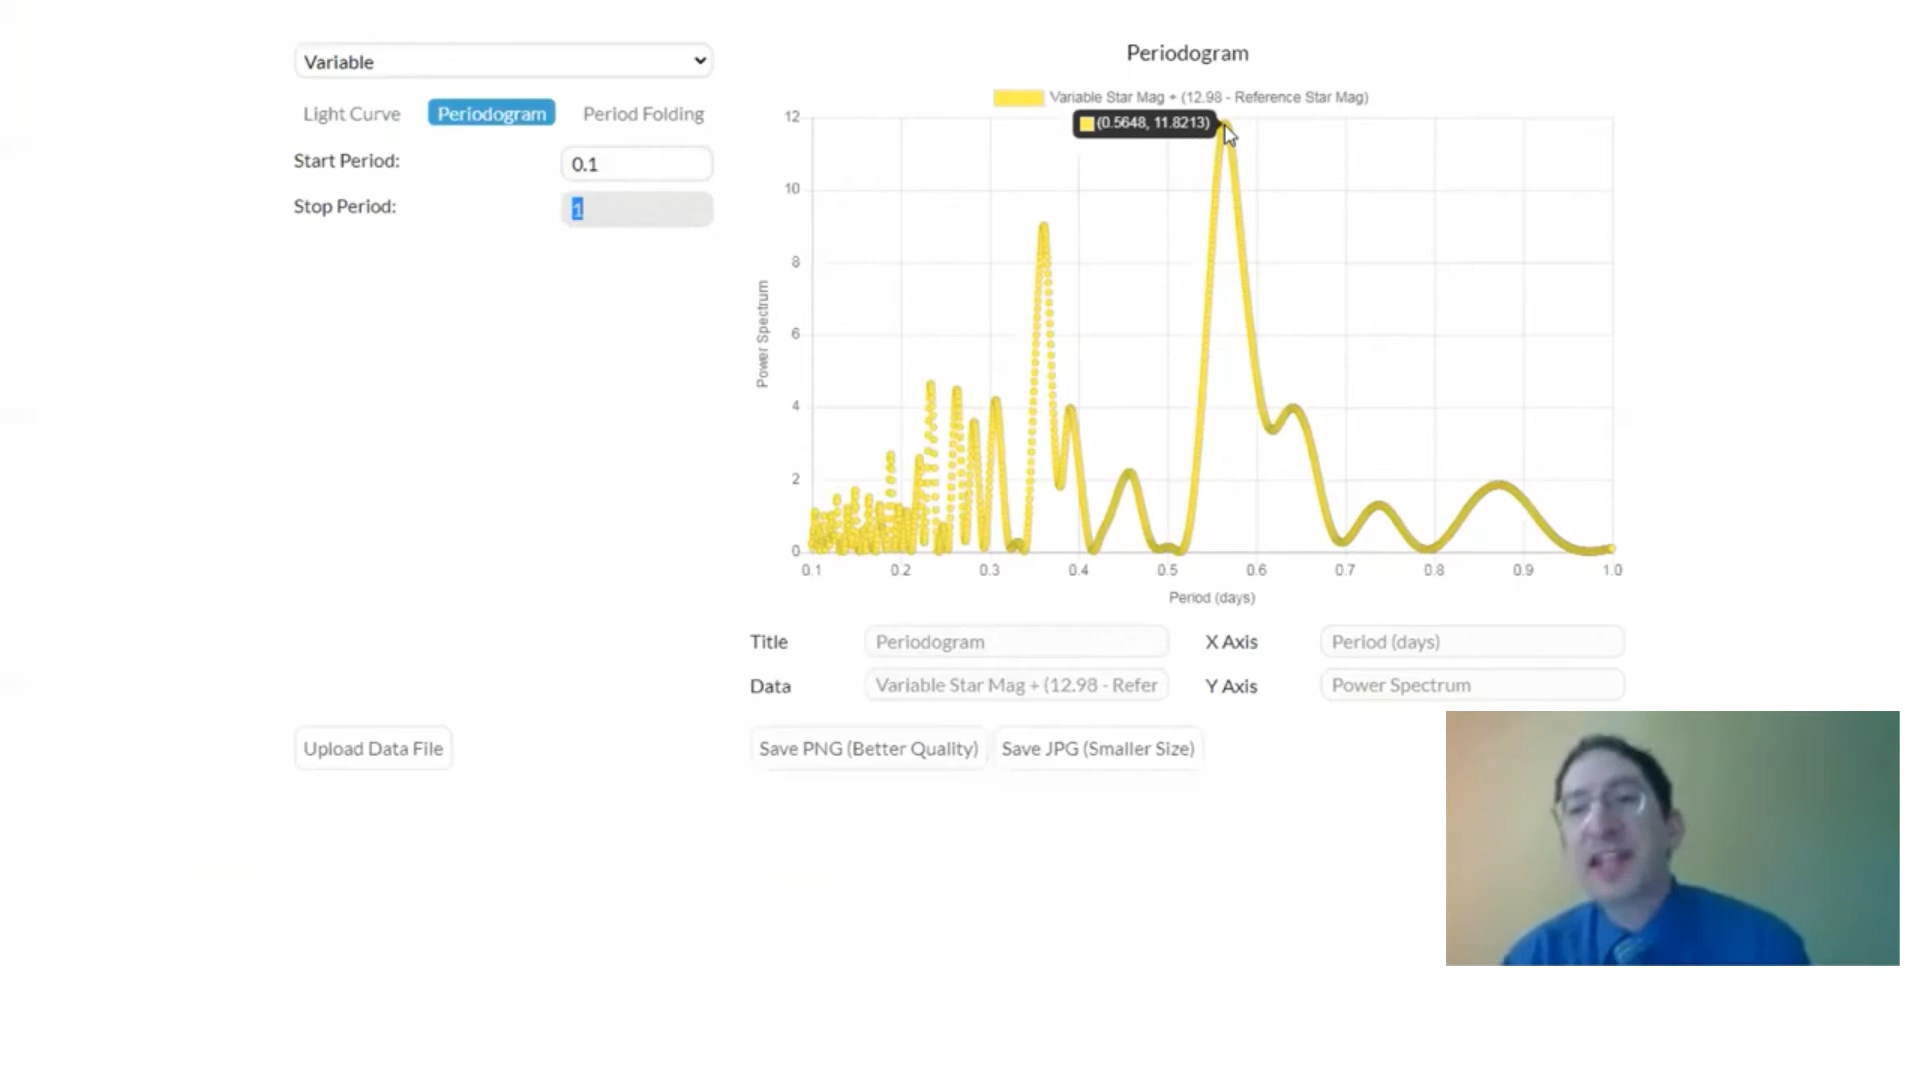 Variable
Light Curve Periodogram Period Folding
Start Period: 0.1
Stop Period: 1
Periodogram
Variable Star Mag + (12.98 - Reference Star Mag)
(0.5648, 11.8213)
12
10
8
6
4
2
0
Power Spectrum
0.1 0.2 0.3 0.4 0.5 0.6 0.7 0.8 0.9 1.0
Period (days)
Title Periodogram X Axis Period (days)
Data Variable Star Mag + (12.98 - Refer Y Axis Power Spectrum
Upload Data File Save PNG (Better Quality) Save JPG (Smaller Size)